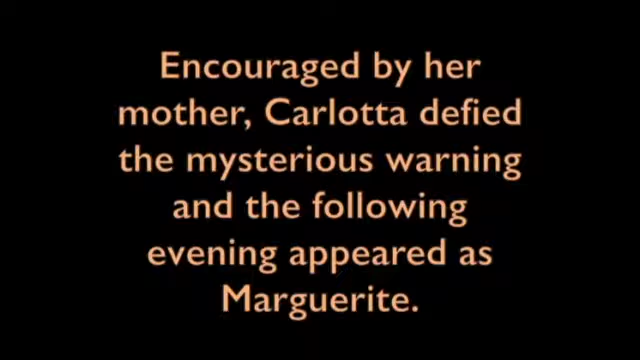 Encouraged by her
mother, Carlotta defied
the mysterious warning
and the following
evening appeared as
Marguerite.